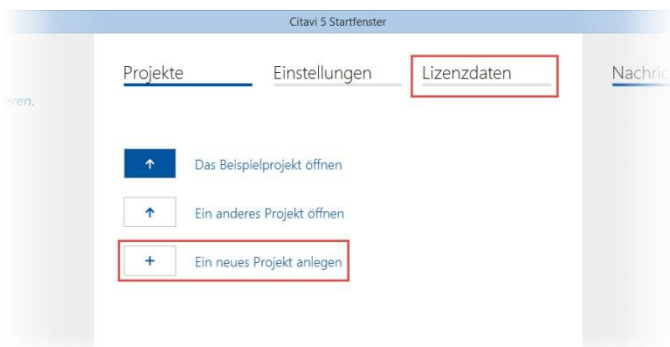 Citavi 5 Startfenster
Projekte Einstellungen Lizenzdaten
Das Beispielprojekt öffnen
Ein anderes Projekt öffnen
Ein neues Projekt anlegen